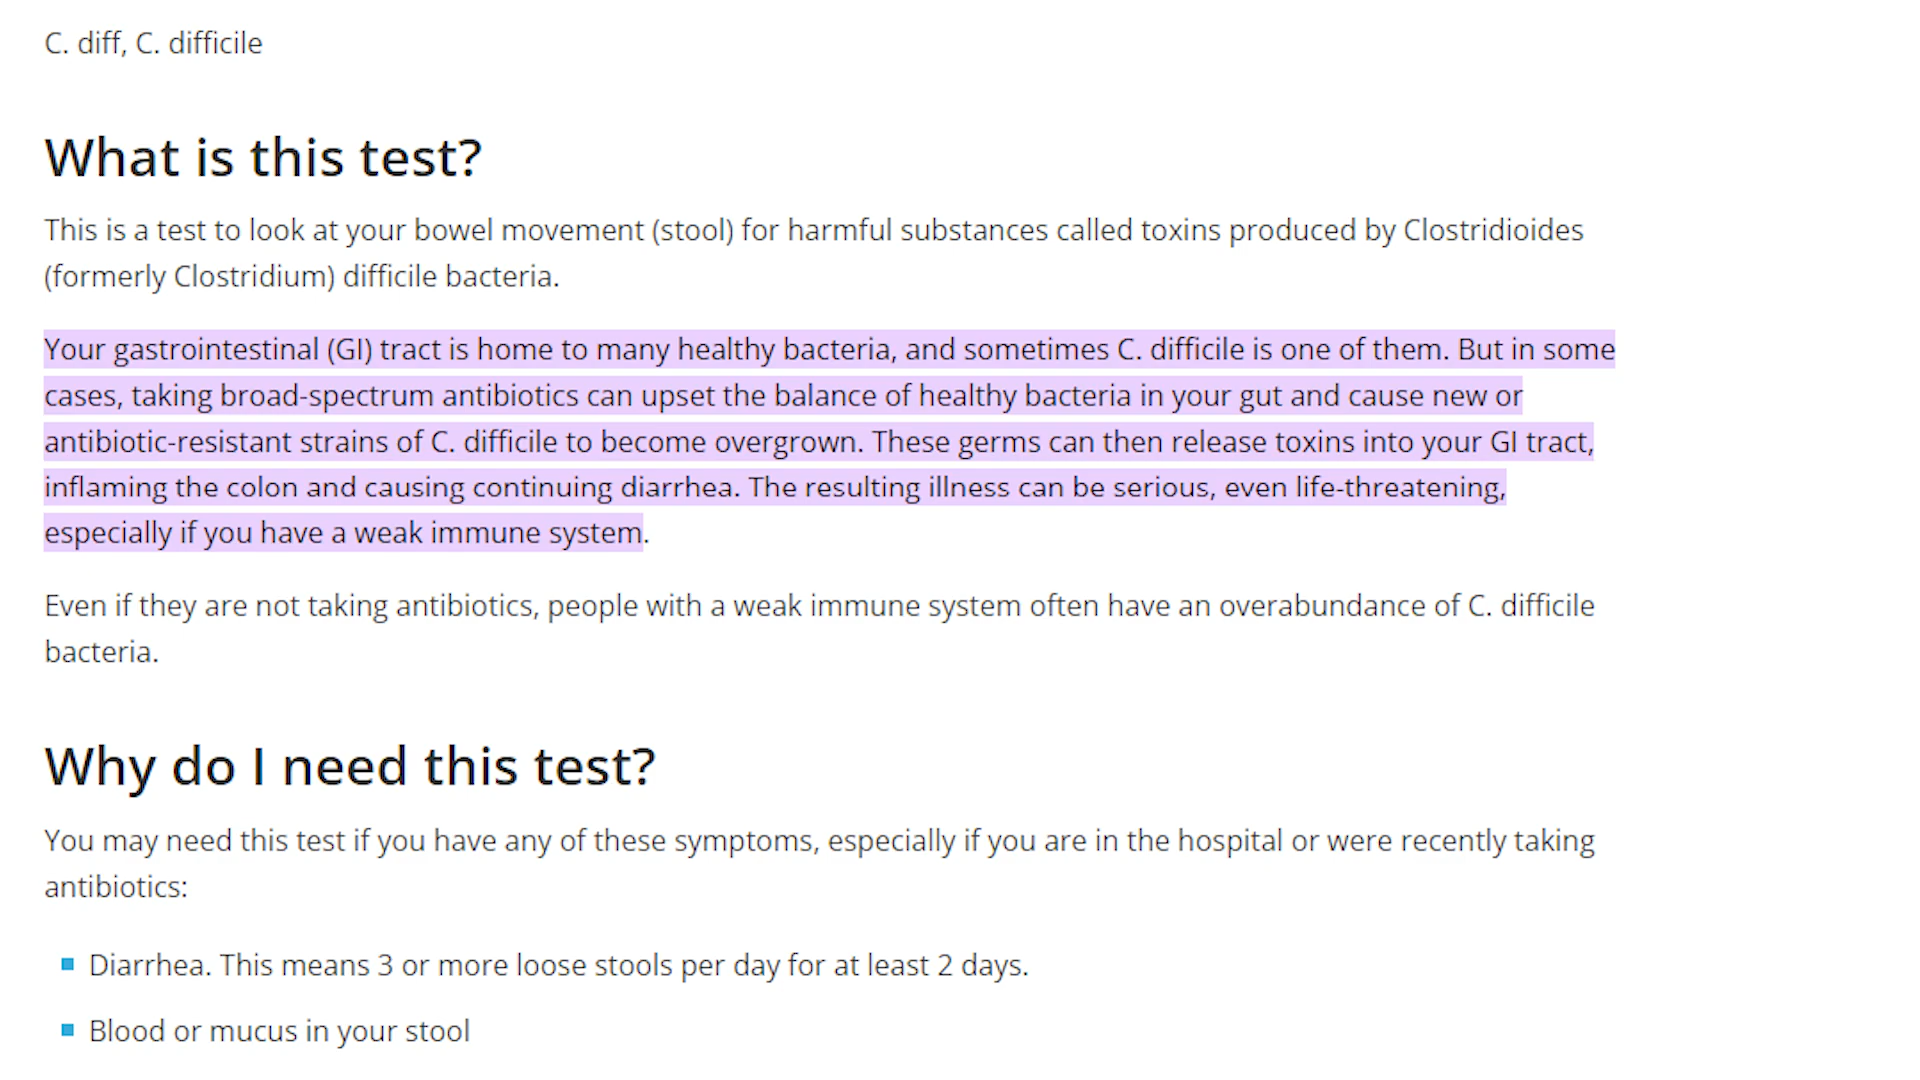 C. diff, C. difficile
What is this test?
This is a test to look at your bowel movement (stool) for harmful substances called toxins produced by Clostridioides
(formerly Clostridium) difficile bacteria.
Your gastrointestinal (GI) tract is home to many healthy bacteria, and sometimes C. difficile is one of them. But in some
cases, taking broad-spectrum antibiotics can upset the balance of healthy bacteria in your gut and cause new or
antibiotic-resistant strains of C. difficile to become overgrown. These germs can then release toxins into your GI tract,
inflaming the colon and causing continuing diarrhea. The resulting illness can be serious, even life-threatening,
especially if you have a weak immune system.
Even if they are not taking antibiotics, people with a weak immune system often have an overabundance of C. difficile
bacteria.
Why do I need this test?
You may need this test if you have any of these symptoms, especially if you are in the hospital or were recently taking
antibiotics:
Diarrhea. This means 3 or more loose stools per day for at least 2 days.
Blood or mucus in your stool